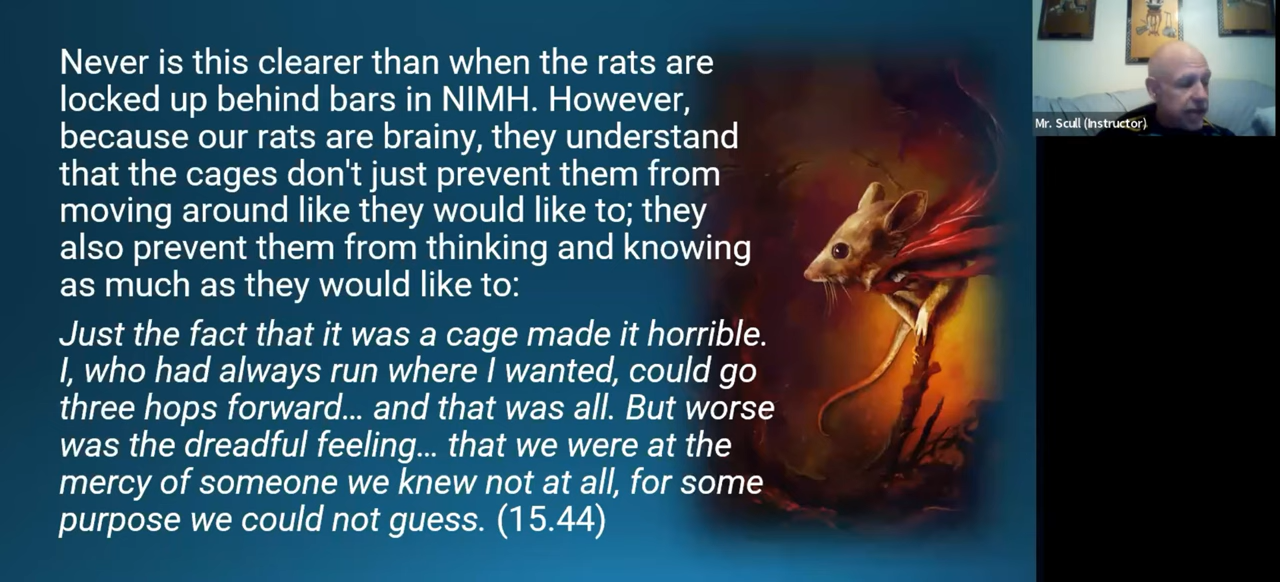 Never is this clearer than when the rats are
locked up behind bars in NIMH. However,
because our rats are brainy, they understand
that the cages don't just prevent them from
moving around like they would like to; they
also prevent them from thinking and knowing
as much as they would like to:
Just the fact that it was a cage made it horrible.
I, who had always run where I wanted, could go
three hops forward… and that was all. But worse
was the dreadful feeling… that we were at the
mercy of someone we knew not at all, for some
purpose we could not guess. (15.44)
Mr. Scull (Instructor)